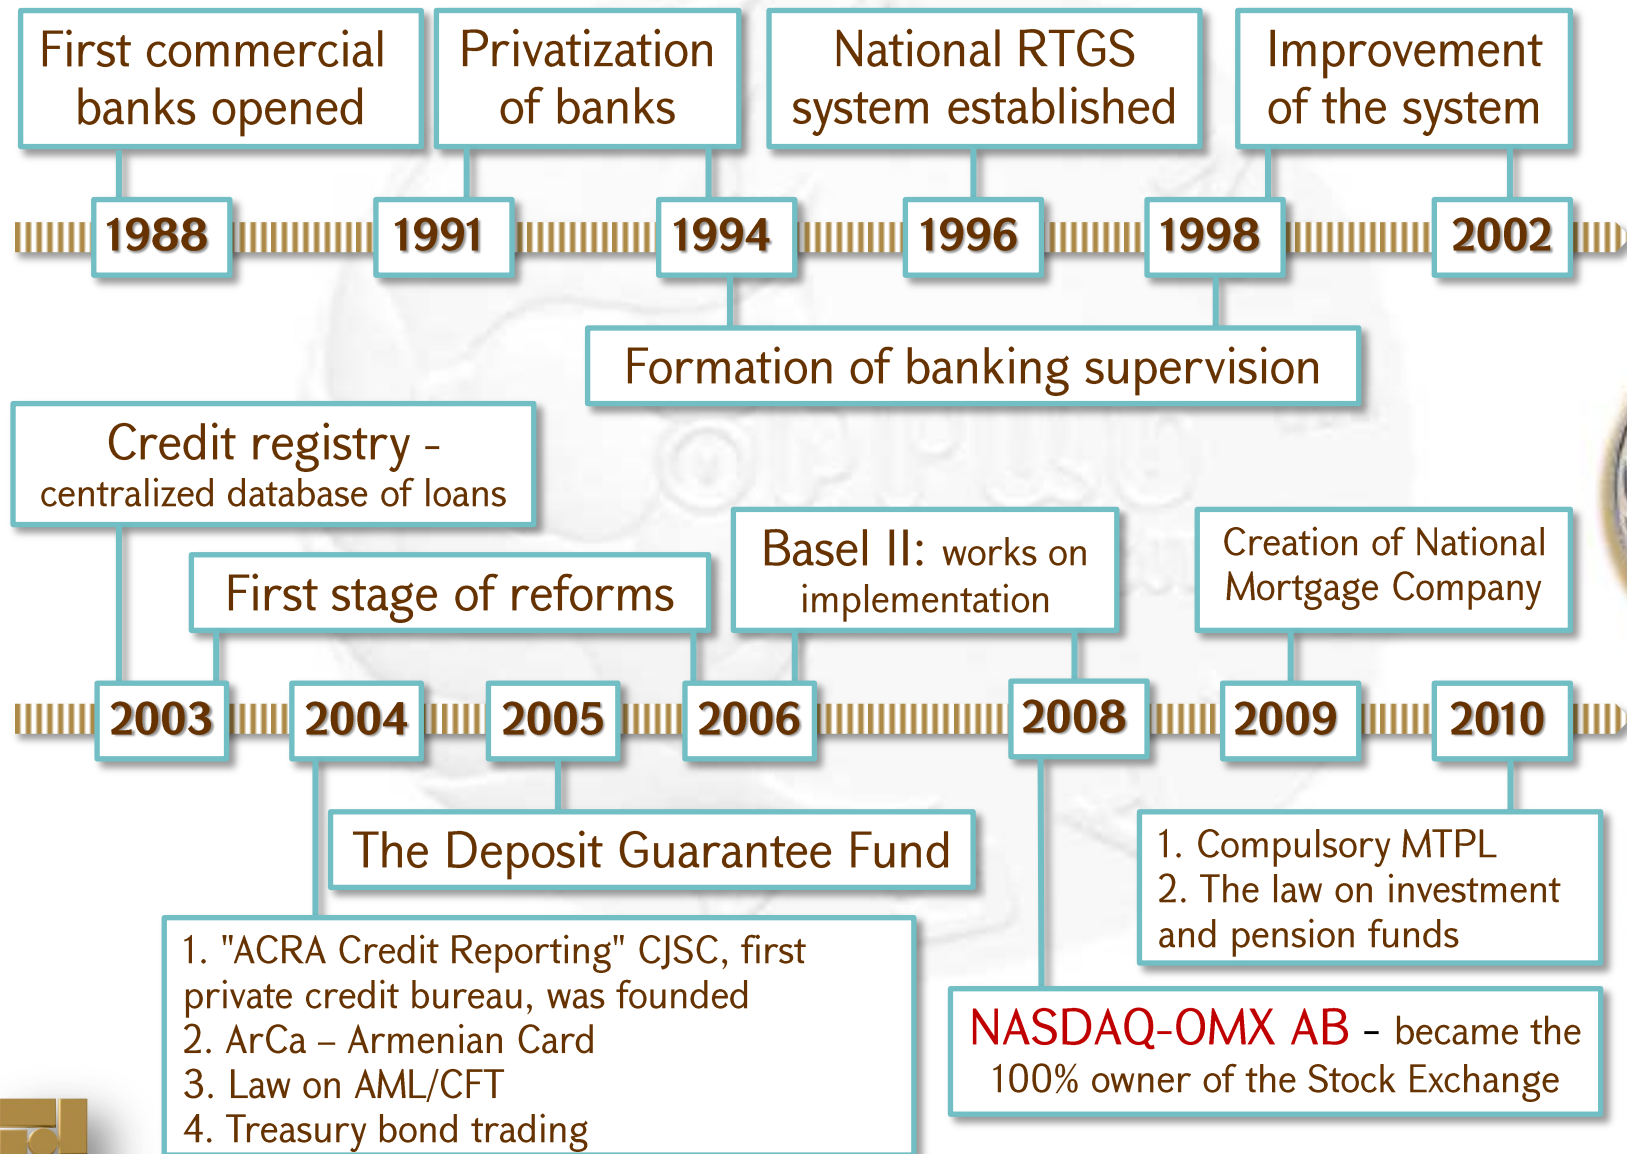 First commercial
banks opened
Privatization
of banks
National RTGS
system established
Improvement
of the system
1988
1991
1994
1996
1998
2002
Formation of banking supervision
Credit registry -
centralized database of loans
First stage of reforms
Basel II: works on
implementation
Creation of National
Mortgage Company
2003
2004
2005
2006
2008
2009
2010
The Deposit Guarantee Fund
1. Compulsory MTPL
2. The law on investment
and pension funds
1. "ACRA Credit Reporting" CJSC, first
private credit bureau, was founded
2. ArCa – Armenian Card
3. Law on AML/CFT
4. Treasury bond trading
NASDAQ-OMX AB - became the
100% owner of the Stock Exchange